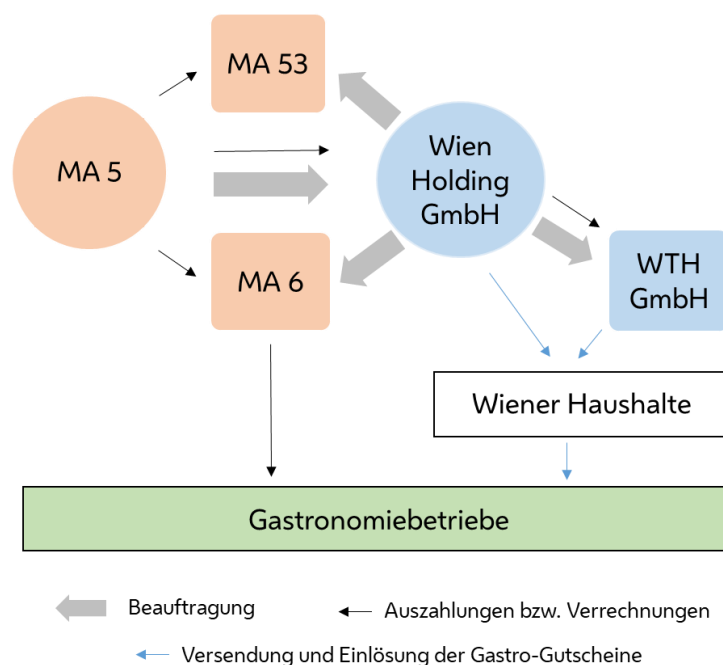 MA 53
MA 5
Wien
Holding
GmbH
MA 6
WTH
GmbH
Wiener Haushalte
Gastronomiebetriebe
Beauftragung
Auszahlungen bzw. Verrechnungen
Versendung und Einlösung der Gastro-Gutscheine